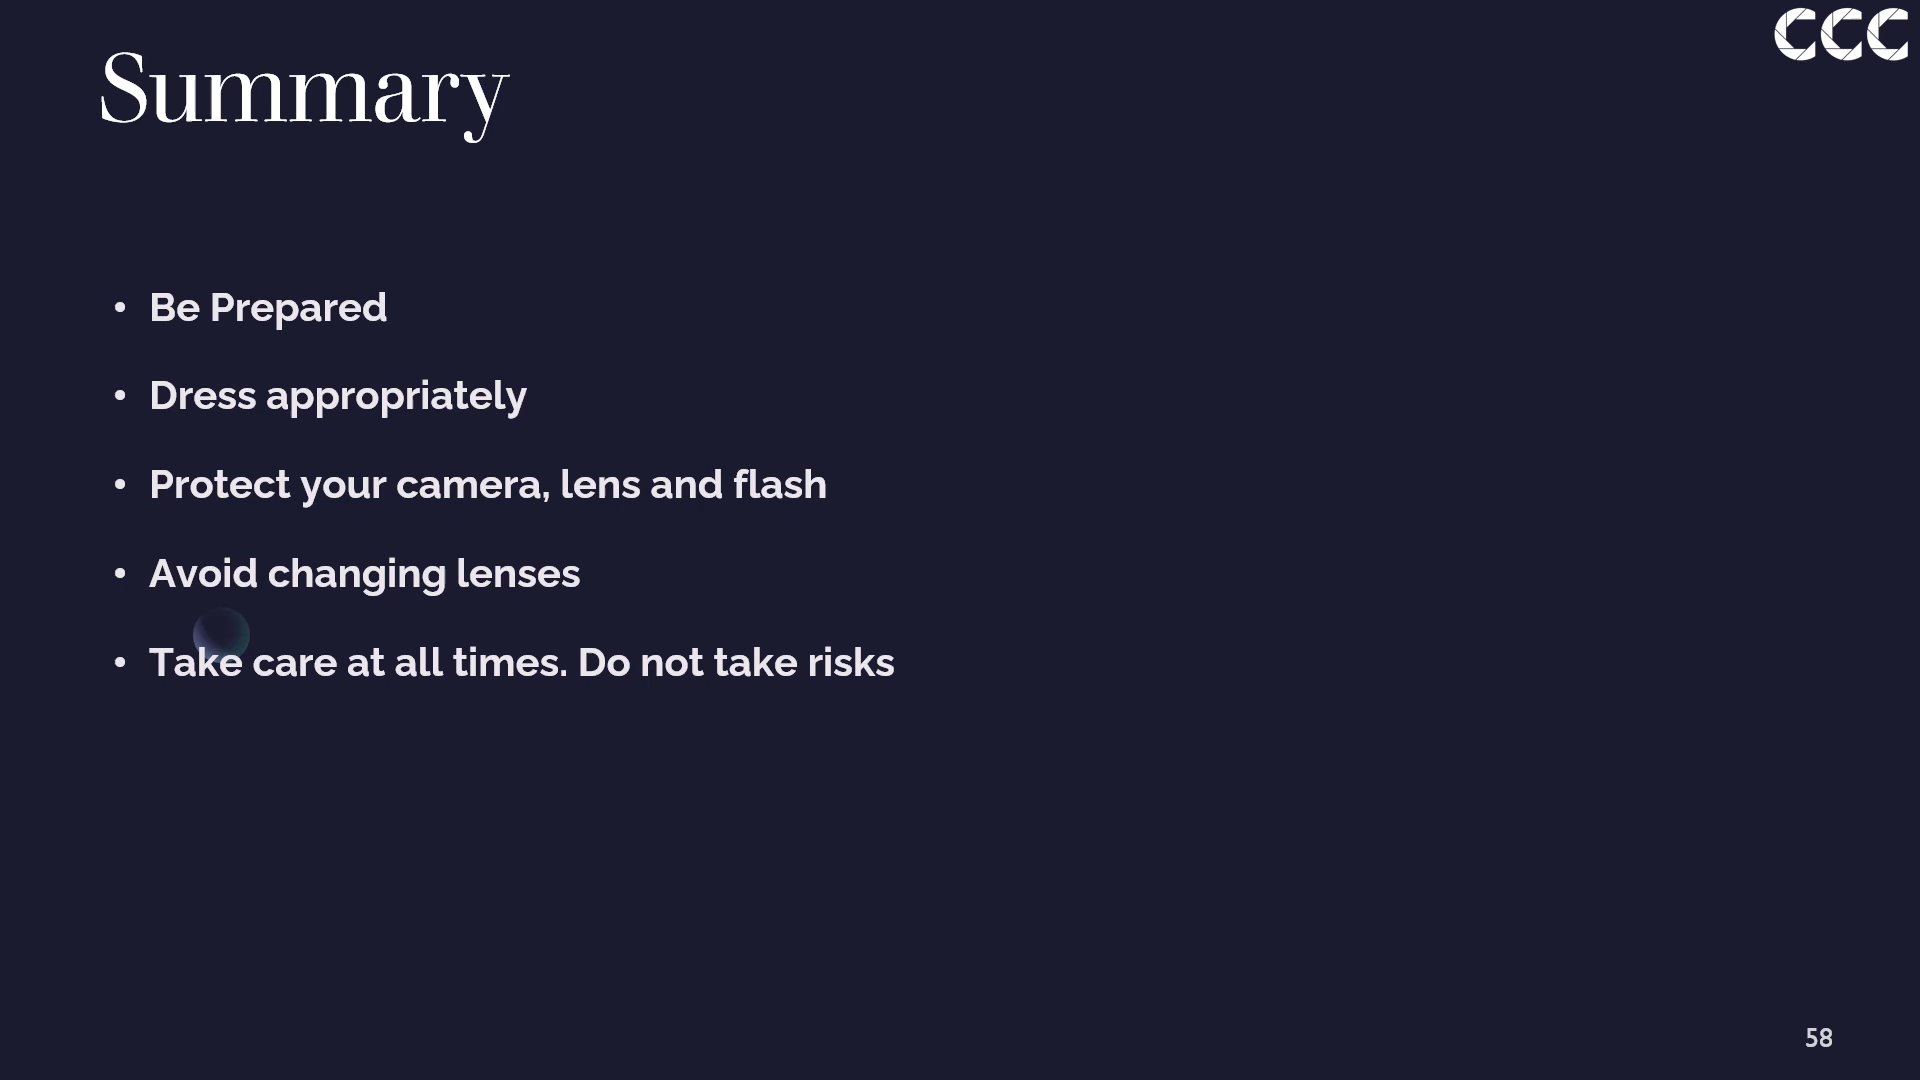 CCC
Summary
• Be Prepared
• Dress appropriately
• Protect your camera, lens and flash
• Avoid changing lenses
• Take care at all times. Do not take risks
58